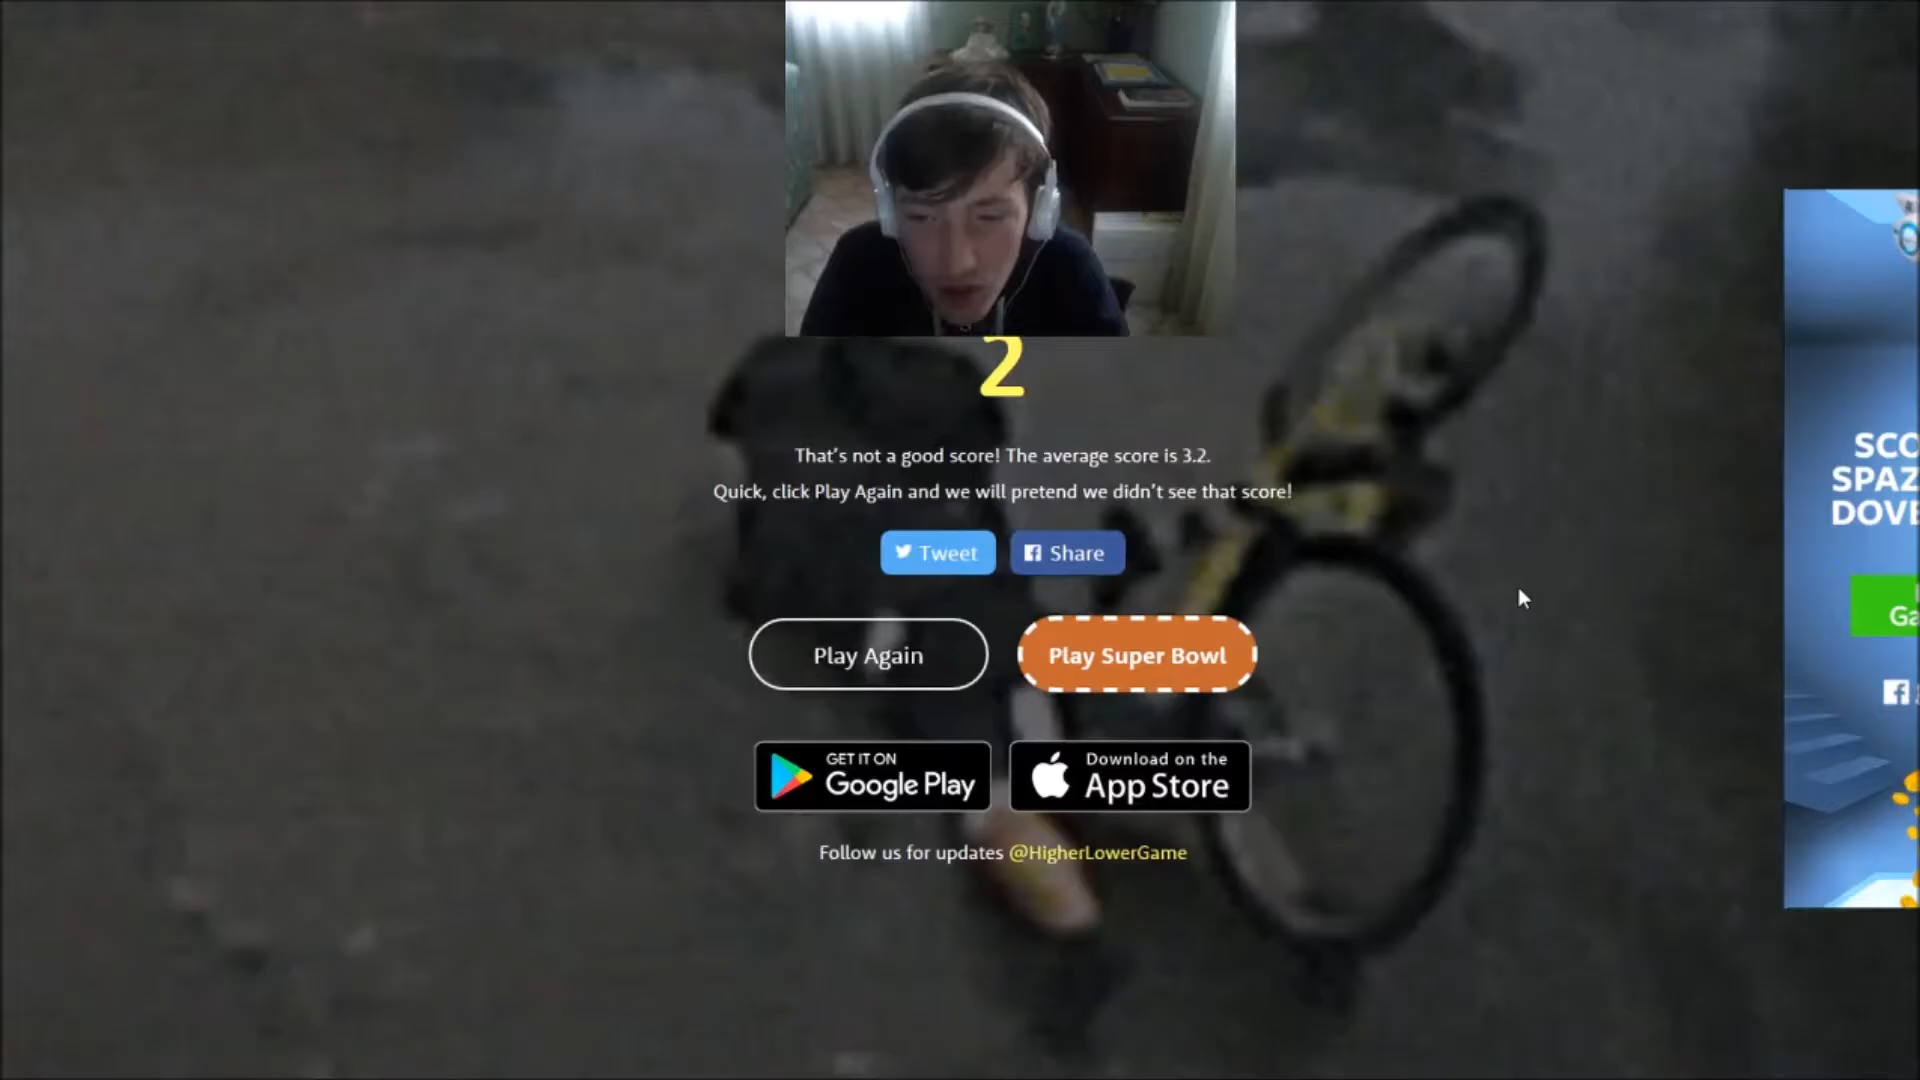 2
That's not a good score! The average score is 3.2.
Quick, click Play Again and we will pretend we didn't see that score!
Tweet
Share
Play Again
Play Super Bowl
GET IT ON
Google Play
Download on the
App Store
Follow us for updates @HigherLowerGame